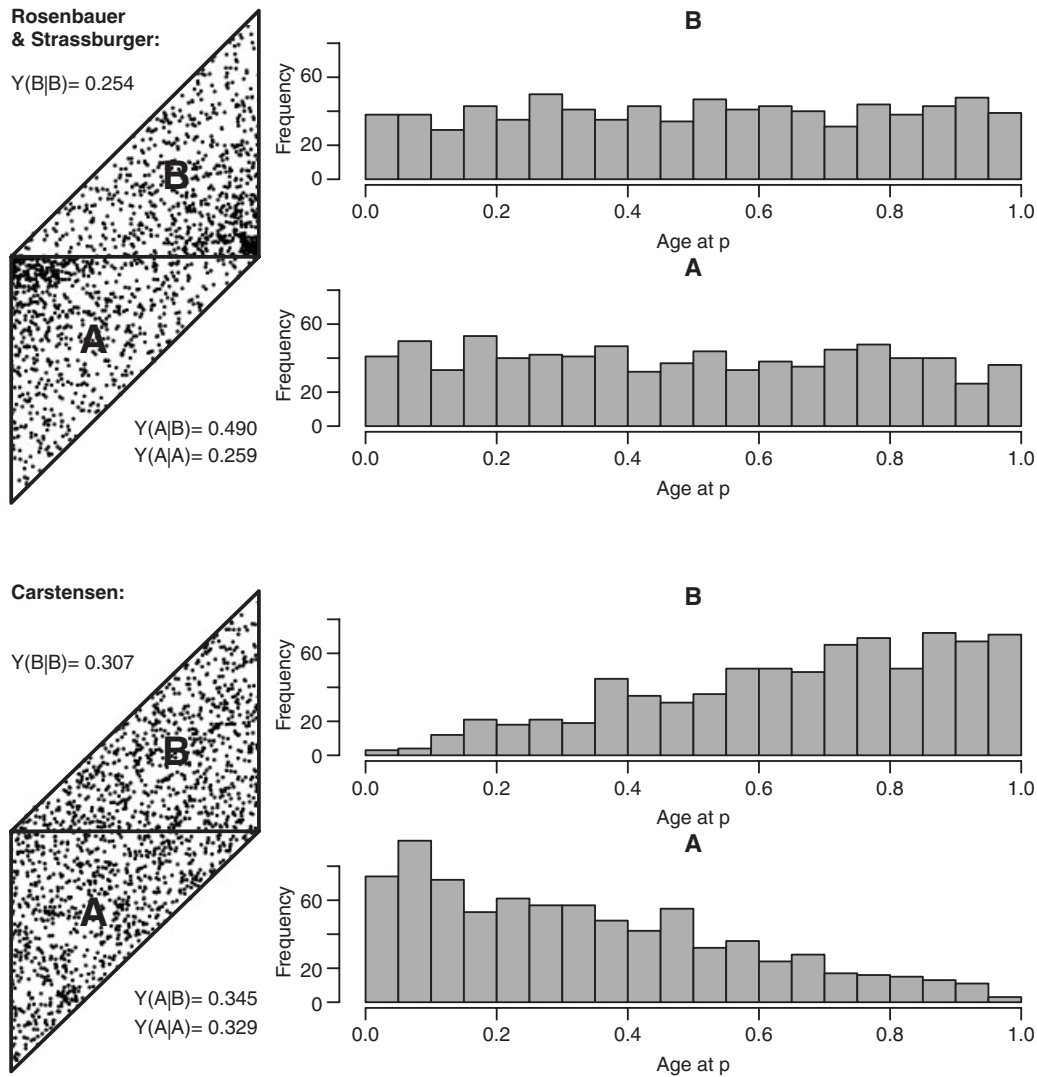 Rosenbauer
& Strassburger:
Y(B|B)= 0.254
B
A
Y(A|B)= 0.490
Y(A|A)= 0.259
B
Frequency
60
20
0
0.0 0.2 0.4 0.6 0.8 1.0
Age at p
A
Frequency
60
20
0
0.0 0.2 0.4 0.6 0.8 1.0
Age at p
Carstensen:
Y(B|B)= 0.307
B
A
Y(A|B)= 0.345
Y(A|A)= 0.329
B
Frequency
60
20
0
0.0 0.2 0.4 0.6 0.8 1.0
Age at p
A
Frequency
60
20
0
0.0 0.2 0.4 0.6 0.8 1.0
Age at p